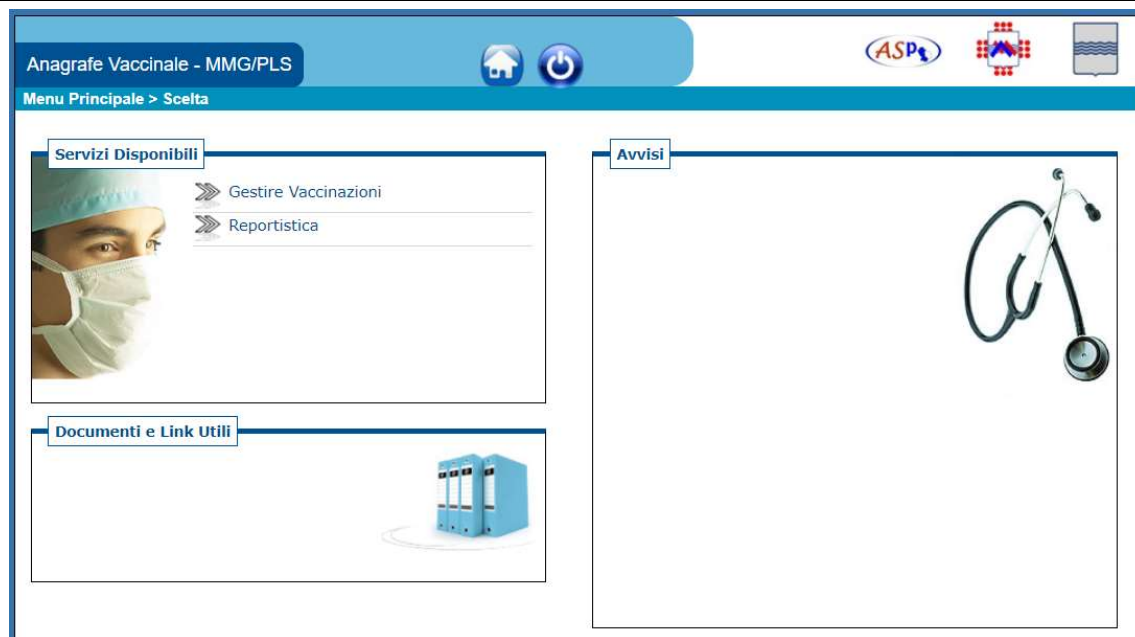 Anagrafe Vaccinale - MMG/PLS
ASP
Menu Principale > Scelta
Servizi Disponibili
Gestire Vaccinazioni
Reportistica
Avvisi
Documenti e Link Utili